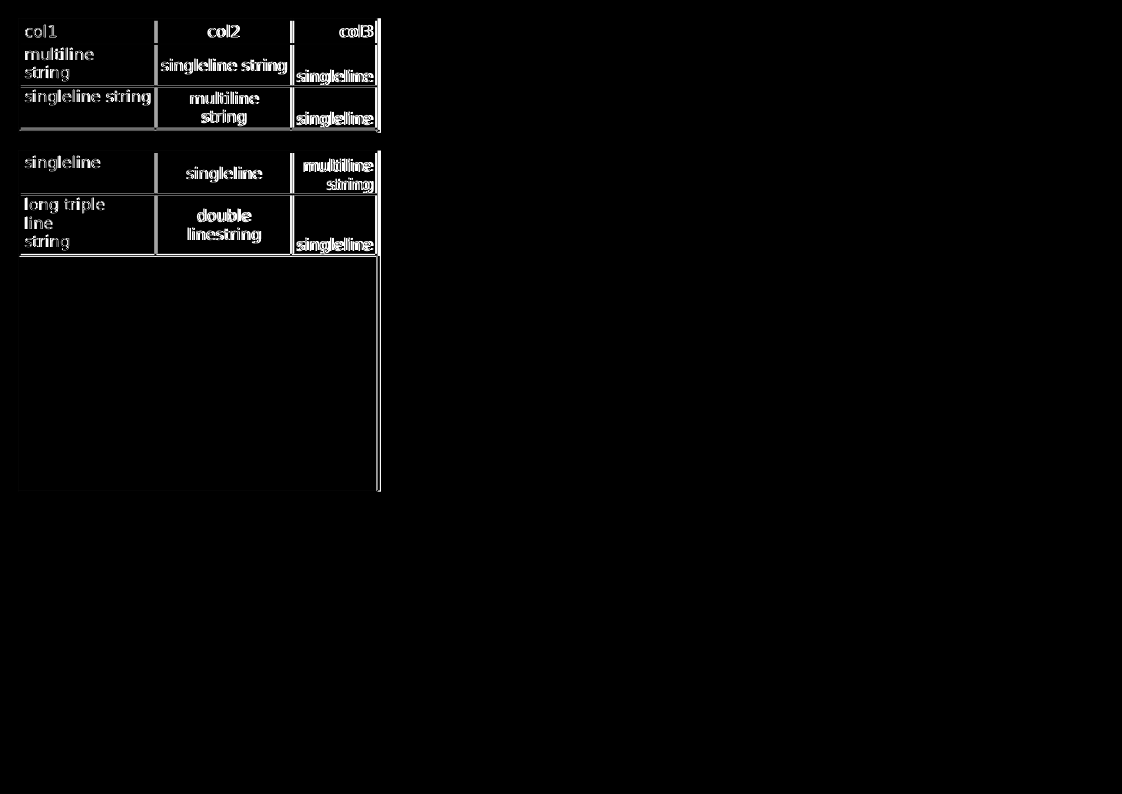 col1 col2 col3
multiline
string
singleline string
singleline
singleline string
multiline
string
singleline
singleline
singleline
multiline
string
long triple
line
string
double
linestring
singleline